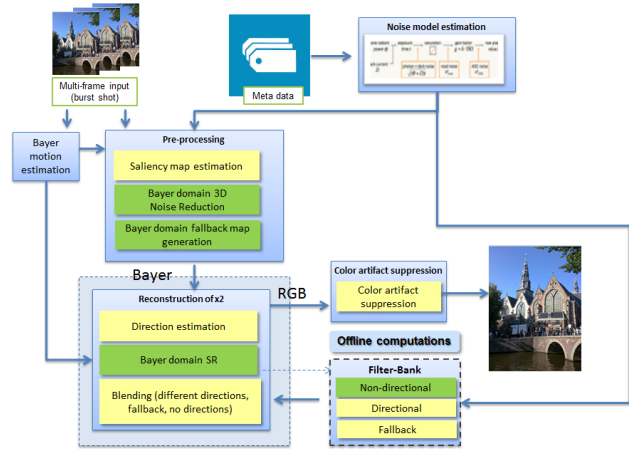 Noise model estimation
Multi-frame input
(burst shot)
Meta data
Bayer
motion
estimation
Pre-processing
Saliency map estimation
Bayer domain 3D
Noise Reduction
Bayer domain fallback map
generation
Bayer
Reconstruction of x2
RGB
Direction estimation
Bayer domain SR
Blending (different directions,
fallback, no directions)
Color artifact suppression
Color artifact
suppression
Offline computations
Filter-Bank
Non-directional
Directional
Fallback